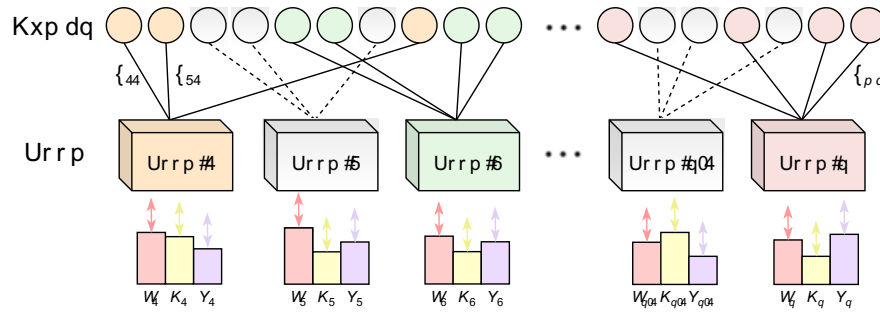 Kxp dq
{44
{54
{p q
Urrp
Urrp #4
Urrp #5
Urrp #6
Urrp #q04
Urrp #q
W4 K4 Y4
W5 K5 Y5
W6 K6 Y6
Wq04 Kq04 Yq04
Wq Kq Yq